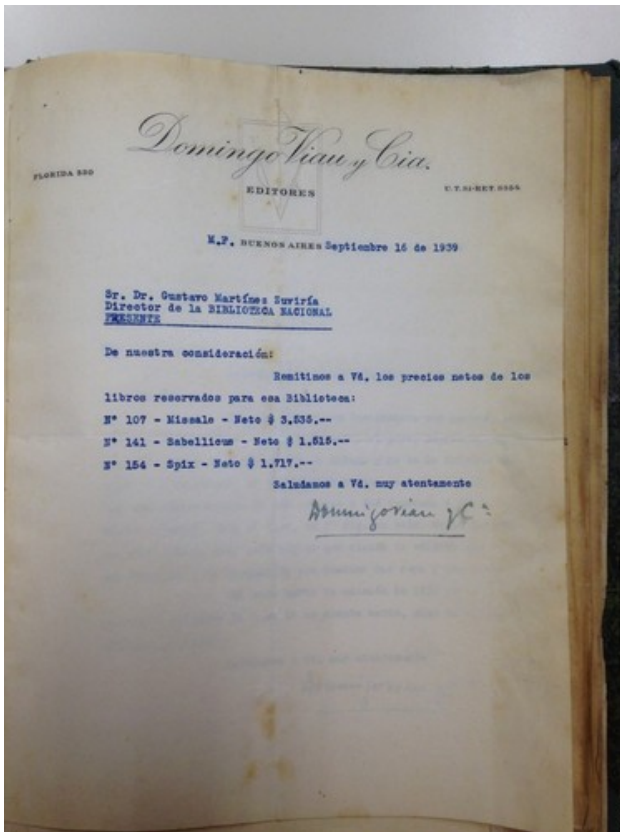 Domingo Viau y Cia.
FLORIDA 530
EDITORES
U.T. 31-RET. 0354
M.F. BUENOS AIRES Septiembre 16 de 1939
Sr. Dr. Gustavo Martínez Zuviría
Director de la BIBLIOTECA NACIONAL
PRESENTE
De nuestra consideración:
Remitimos a Vd. los precios netos de los
libros reservados para esa Biblioteca:
Nº 107 - Missale - Neto $ 3.535.--
Nº 141 - Sabellicus - Neto $ 1.515.--
Nº 154 - Spix - Neto $ 1.717.--
Saludamos a Vd. muy atentamente
Domingo Viau y Cª